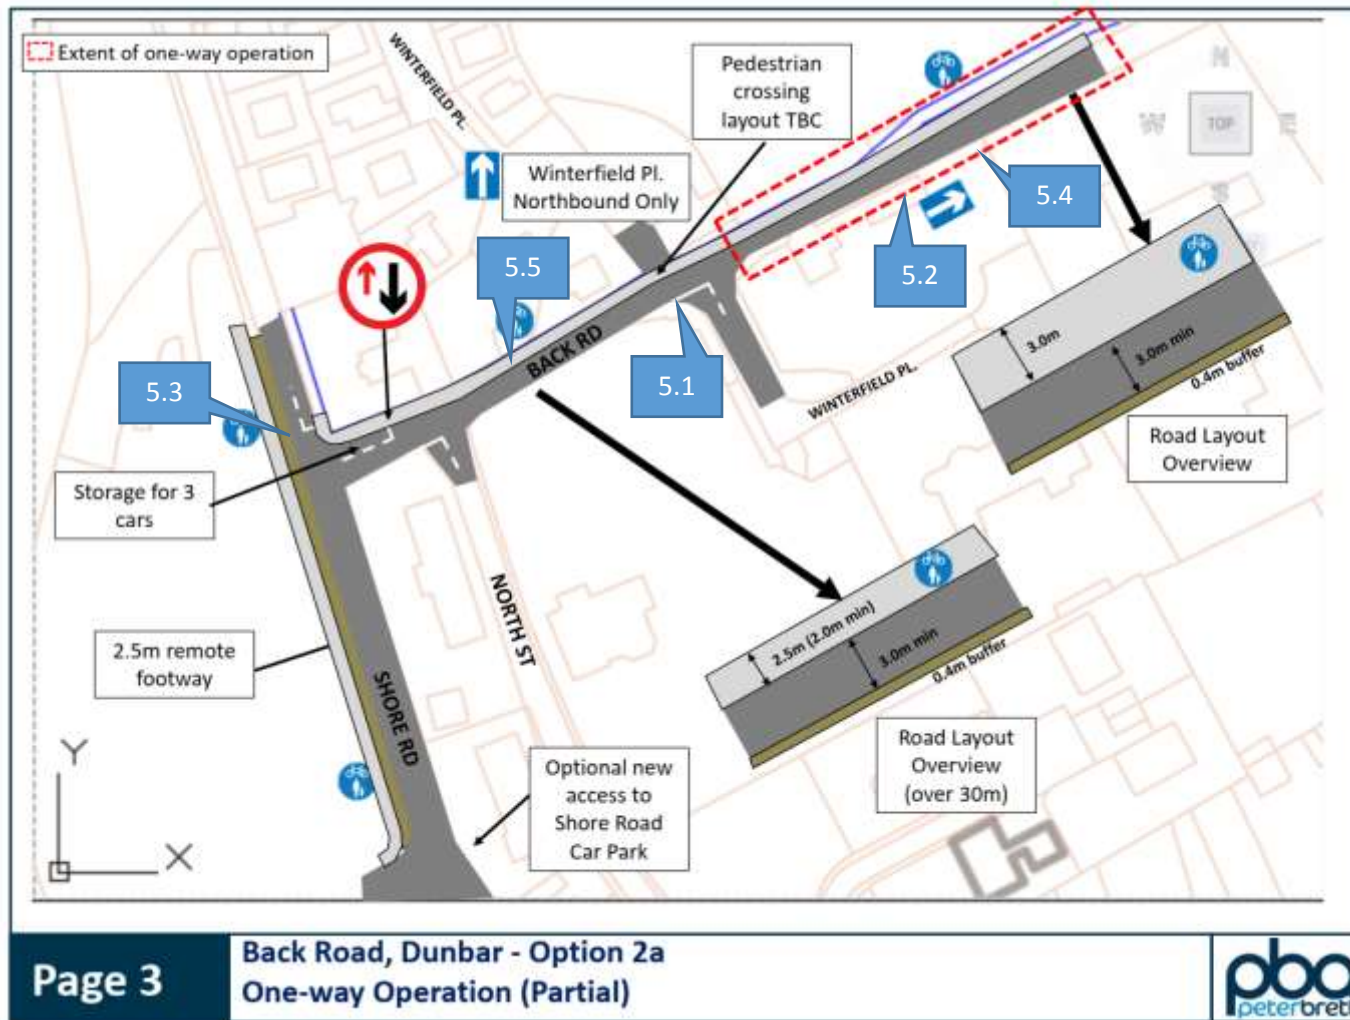 Extent of one-way operation
WINTERFIELD PL.
Pedestrian
crossing
layout TBC
N
W
TOP
E
S
Winterfield Pl.
Northbound Only
5.4
5.2
5.5
BACK RD
5.1
5.3
WINTERFIELD PL.
3.0m
3.0m min
0.4m buffer
Road Layout
Overview
Storage for 3
cars
NORTH ST
2.5m (2.0m min)
3.0m min
0.4m buffer
2.5m remote
footway
SHORE RD
Road Layout
Overview
(over 30m)
Optional new
access to
Shore Road
Car Park
Y
X
Page 3
Back Road, Dunbar - Option 2a
One-way Operation (Partial)
pba
peterbrett